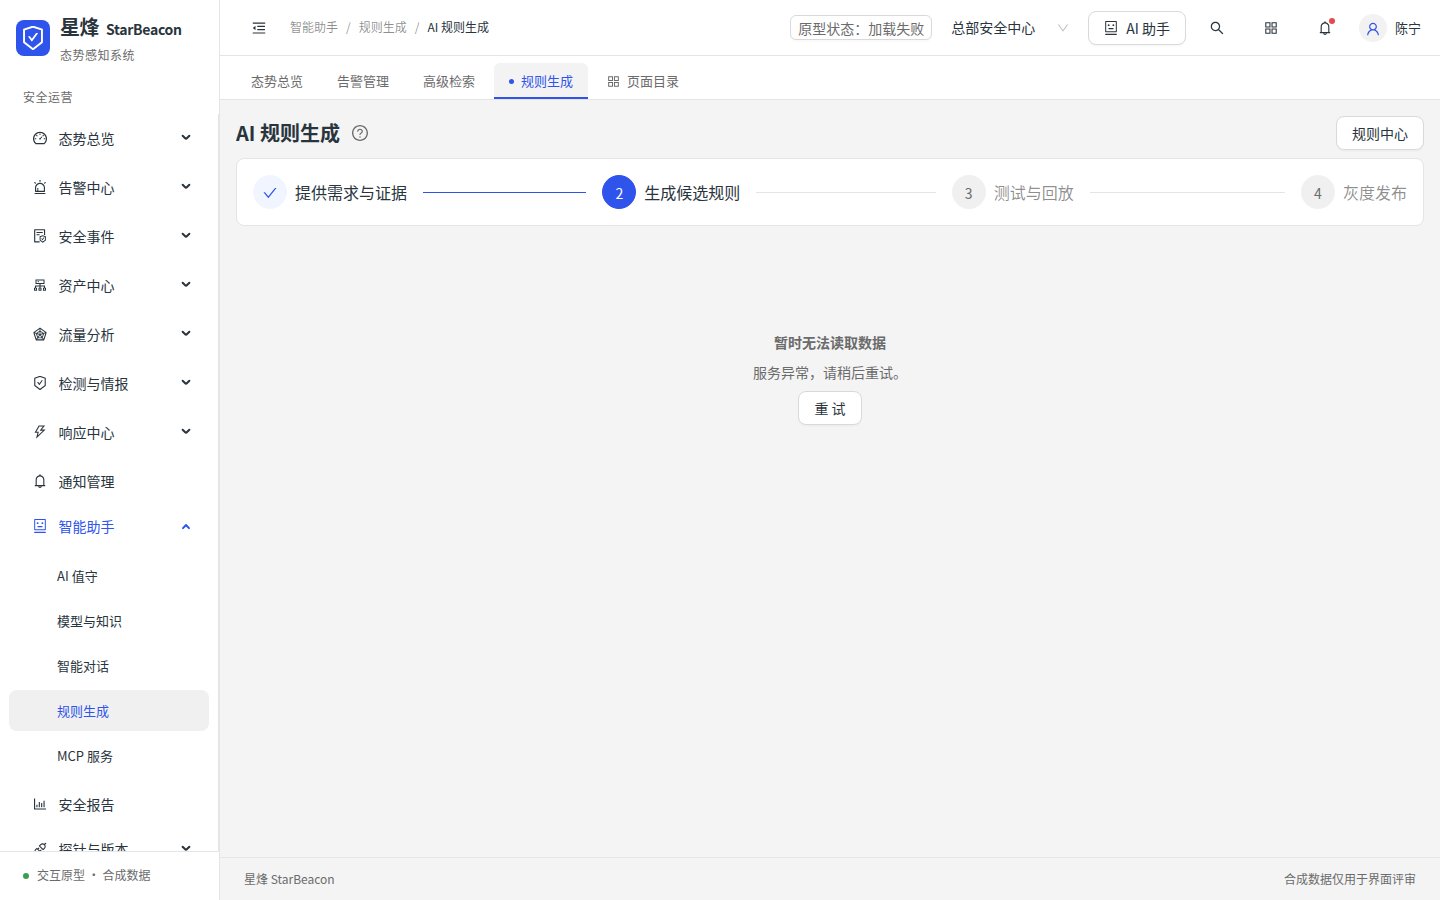 星烽 StarBeacon
态势感知系统
安全运营
态势总览
告警中心
安全事件
资产中心
流量分析
检测与情报
响应中心
通知管理
智能助手
AI 值守
模型与知识
智能对话
规则生成
MCP 服务
安全报告
探针与版本
交互原型 · 合成数据
智能助手 / 规则生成 / AI 规则生成
原型状态：加载失败
总部安全中心
AI 助手
陈宁
态势总览
告警管理
高级检索
规则生成
页面目录
AI 规则生成
规则中心
提供需求与证据
2 生成候选规则
3 测试与回放
4 灰度发布
暂时无法读取数据
服务异常，请稍后重试。
重 试
星烽 StarBeacon
合成数据仅用于界面评审